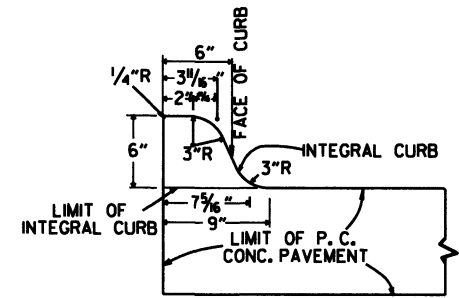 6"
3 11/16"
1/4"R
FACE OF CURB
6"
3"R
INTEGRAL CURB
3"R
7 5/16"
9"
LIMIT OF
INTEGRAL CURB
LIMIT OF P. C.
CONC. PAVEMENT